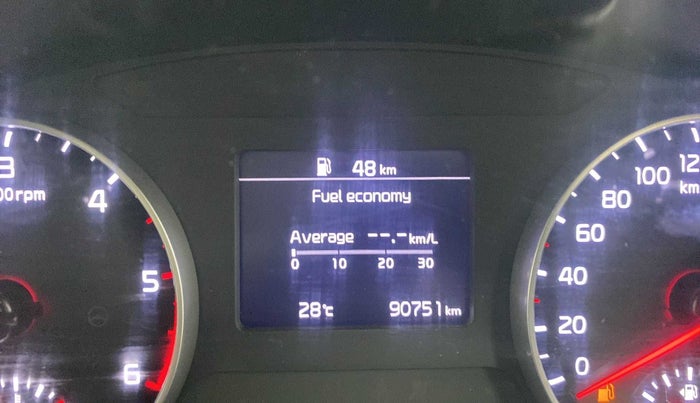 48 km
Fuel economy
Average --.- km/L
0 10 20 30
28℃ 90751 km
3 4 5 6
00rpm
0 20 40 60 80 100 12
km